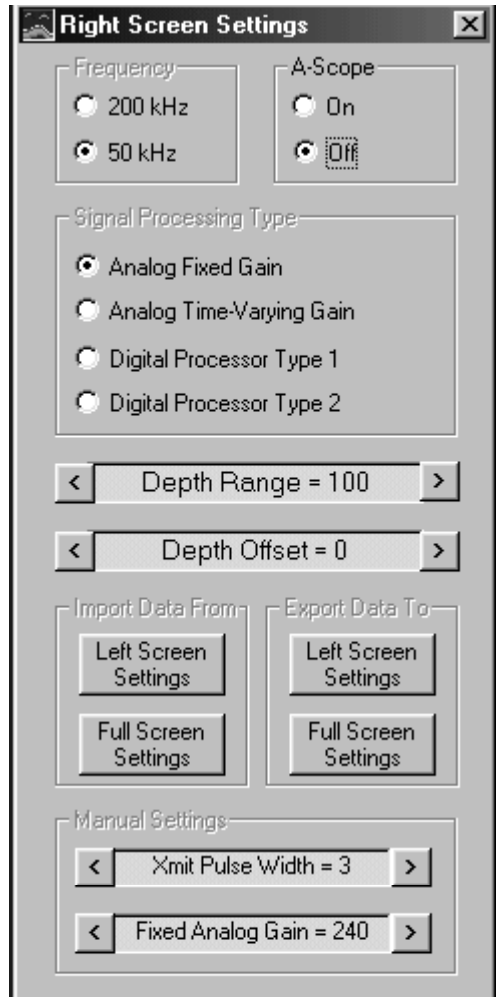 Right Screen Settings
Frequency
200 kHz
50 kHz
A-Scope
On
Off
Signal Processing Type
Analog Fixed Gain
Analog Time-Varying Gain
Digital Processor Type 1
Digital Processor Type 2
< Depth Range = 100 >
< Depth Offset = 0 >
Import Data From
Left Screen
Settings
Full Screen
Settings
Export Data To
Left Screen
Settings
Full Screen
Settings
Manual Settings
< Xmit Pulse Width = 3 >
< Fixed Analog Gain = 240 >